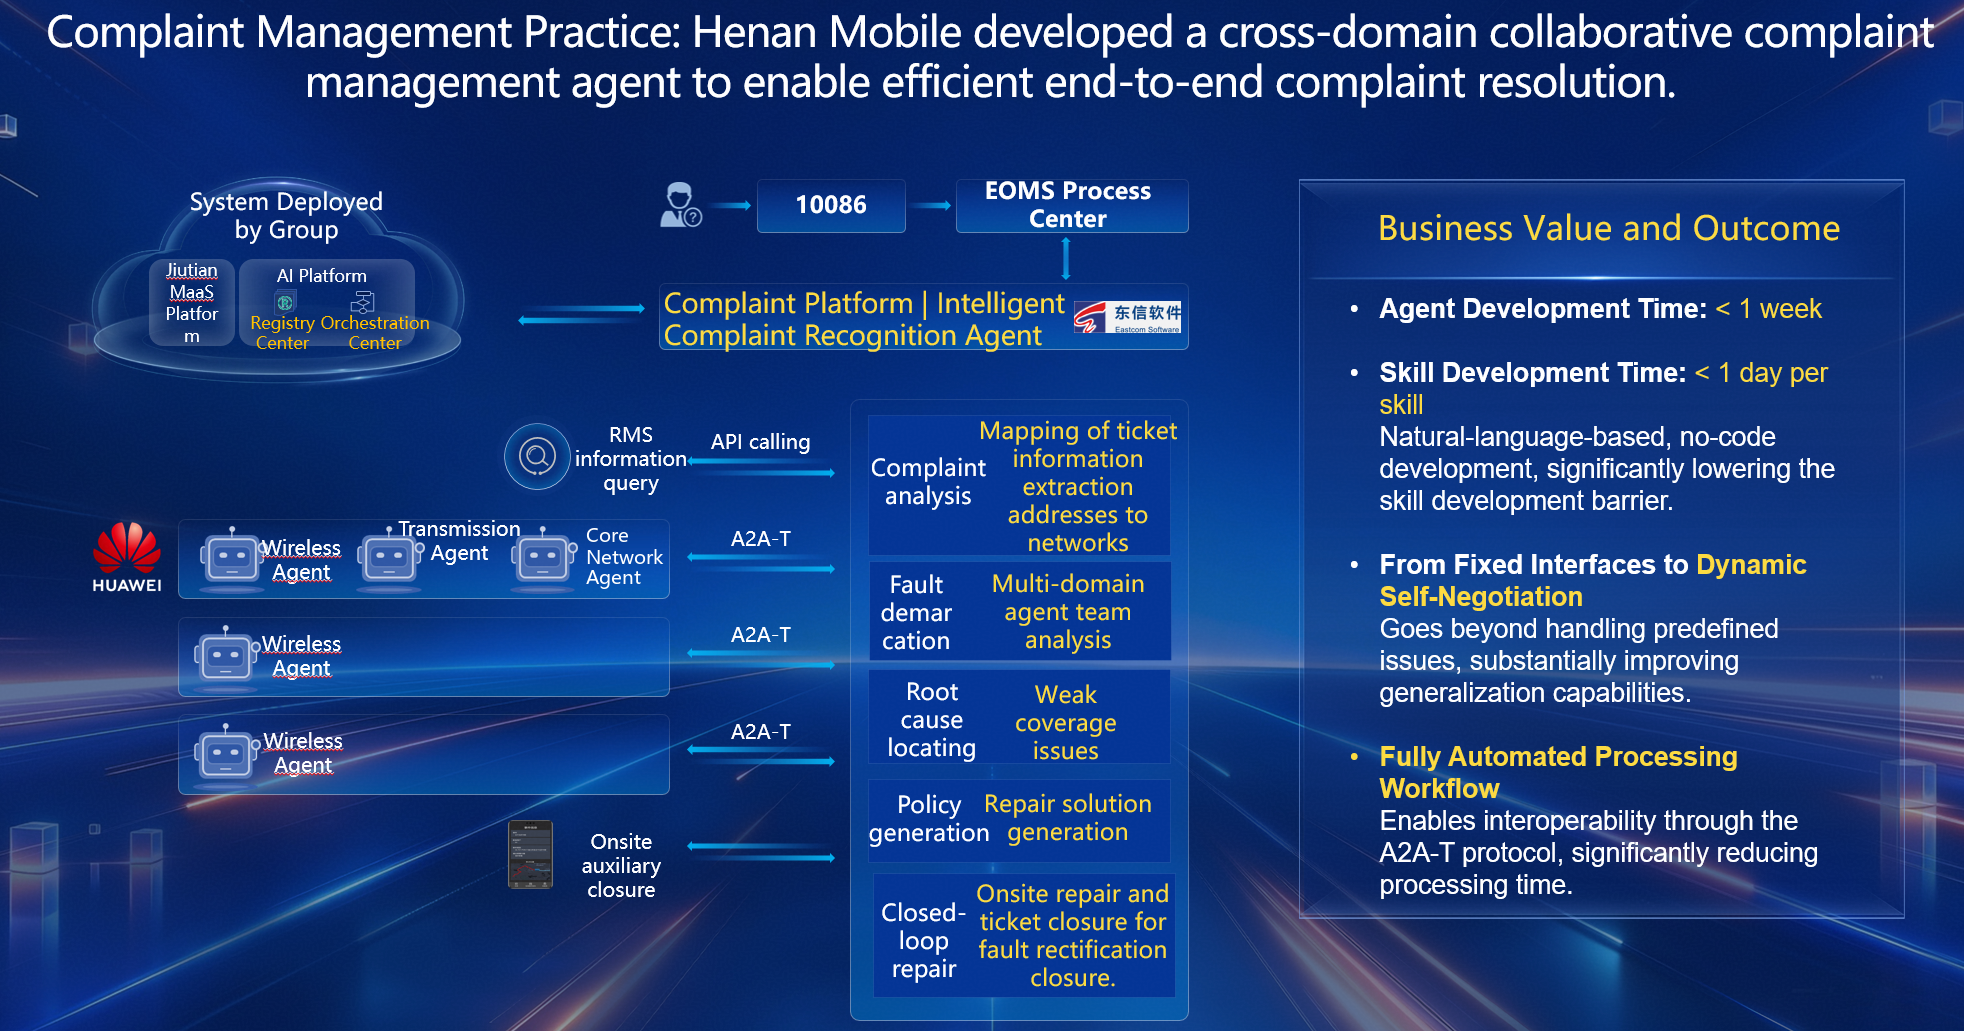 Complaint Management Practice: Henan Mobile developed a cross-domain collaborative complaint
management agent to enable efficient end-to-end complaint resolution.
System Deployed
by Group
Jiutian
MaaS
Platfor
m
AI Platform
Registry
Center
Orchestration
Center
10086
EOMS Process
Center
Complaint Platform | Intelligent
Complaint Recognition Agent
东信软件
Eastcom Software
RMS
information
query
API calling
HUAWEI
Wireless
Agent
Transmission
Agent
Core
Network
Agent
A2A-T
Wireless
Agent
A2A-T
Wireless
Agent
A2A-T
Onsite
auxiliary
closure
Complaint
analysis
Mapping of ticket
information
extraction
addresses to
networks
Fault
demar
cation
Multi-domain
agent team
analysis
Root
cause
locating
Weak
coverage
issues
Policy
generation
Repair solution
generation
Closed-
loop
repair
Onsite repair and
ticket closure for
fault rectification
closure.
Business Value and Outcome
• Agent Development Time: < 1 week
• Skill Development Time: < 1 day per
skill
Natural-language-based, no-code
development, significantly lowering the
skill development barrier.
• From Fixed Interfaces to Dynamic
Self-Negotiation
Goes beyond handling predefined
issues, substantially improving
generalization capabilities.
• Fully Automated Processing
Workflow
Enables interoperability through the
A2A-T protocol, significantly reducing
processing time.